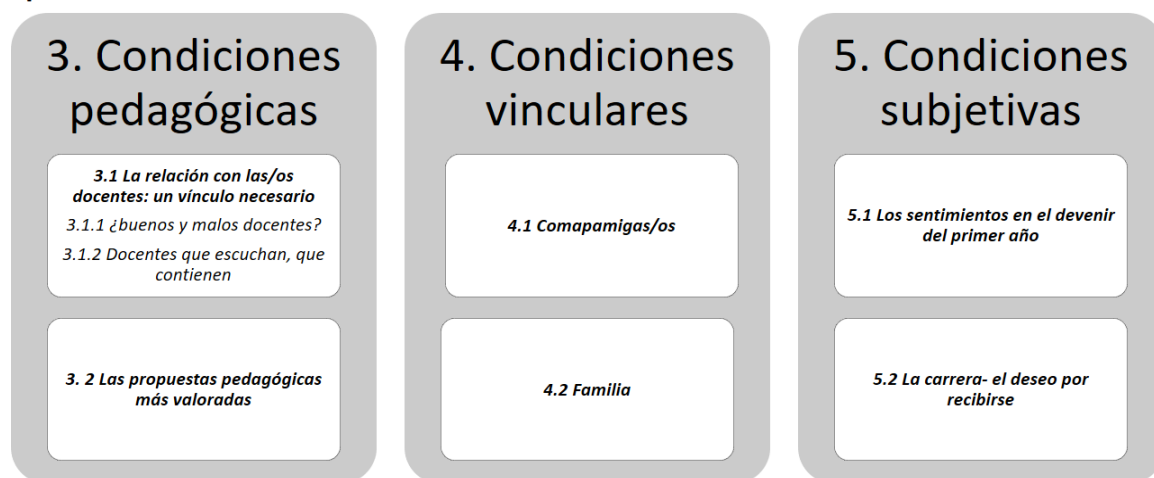 3. Condiciones
pedagógicas
3.1 La relación con las/os
docentes: un vínculo necesario
3.1.1 ¿buenos y malos docentes?
3.1.2 Docentes que escuchan, que
contienen
3. 2 Las propuestas pedagógicas
más valoradas
4. Condiciones
vinculares
4.1 Comapamigas/os
4.2 Familia
5. Condiciones
subjetivas
5.1 Los sentimientos en el devenir
del primer año
5.2 La carrera- el deseo por
recibirse